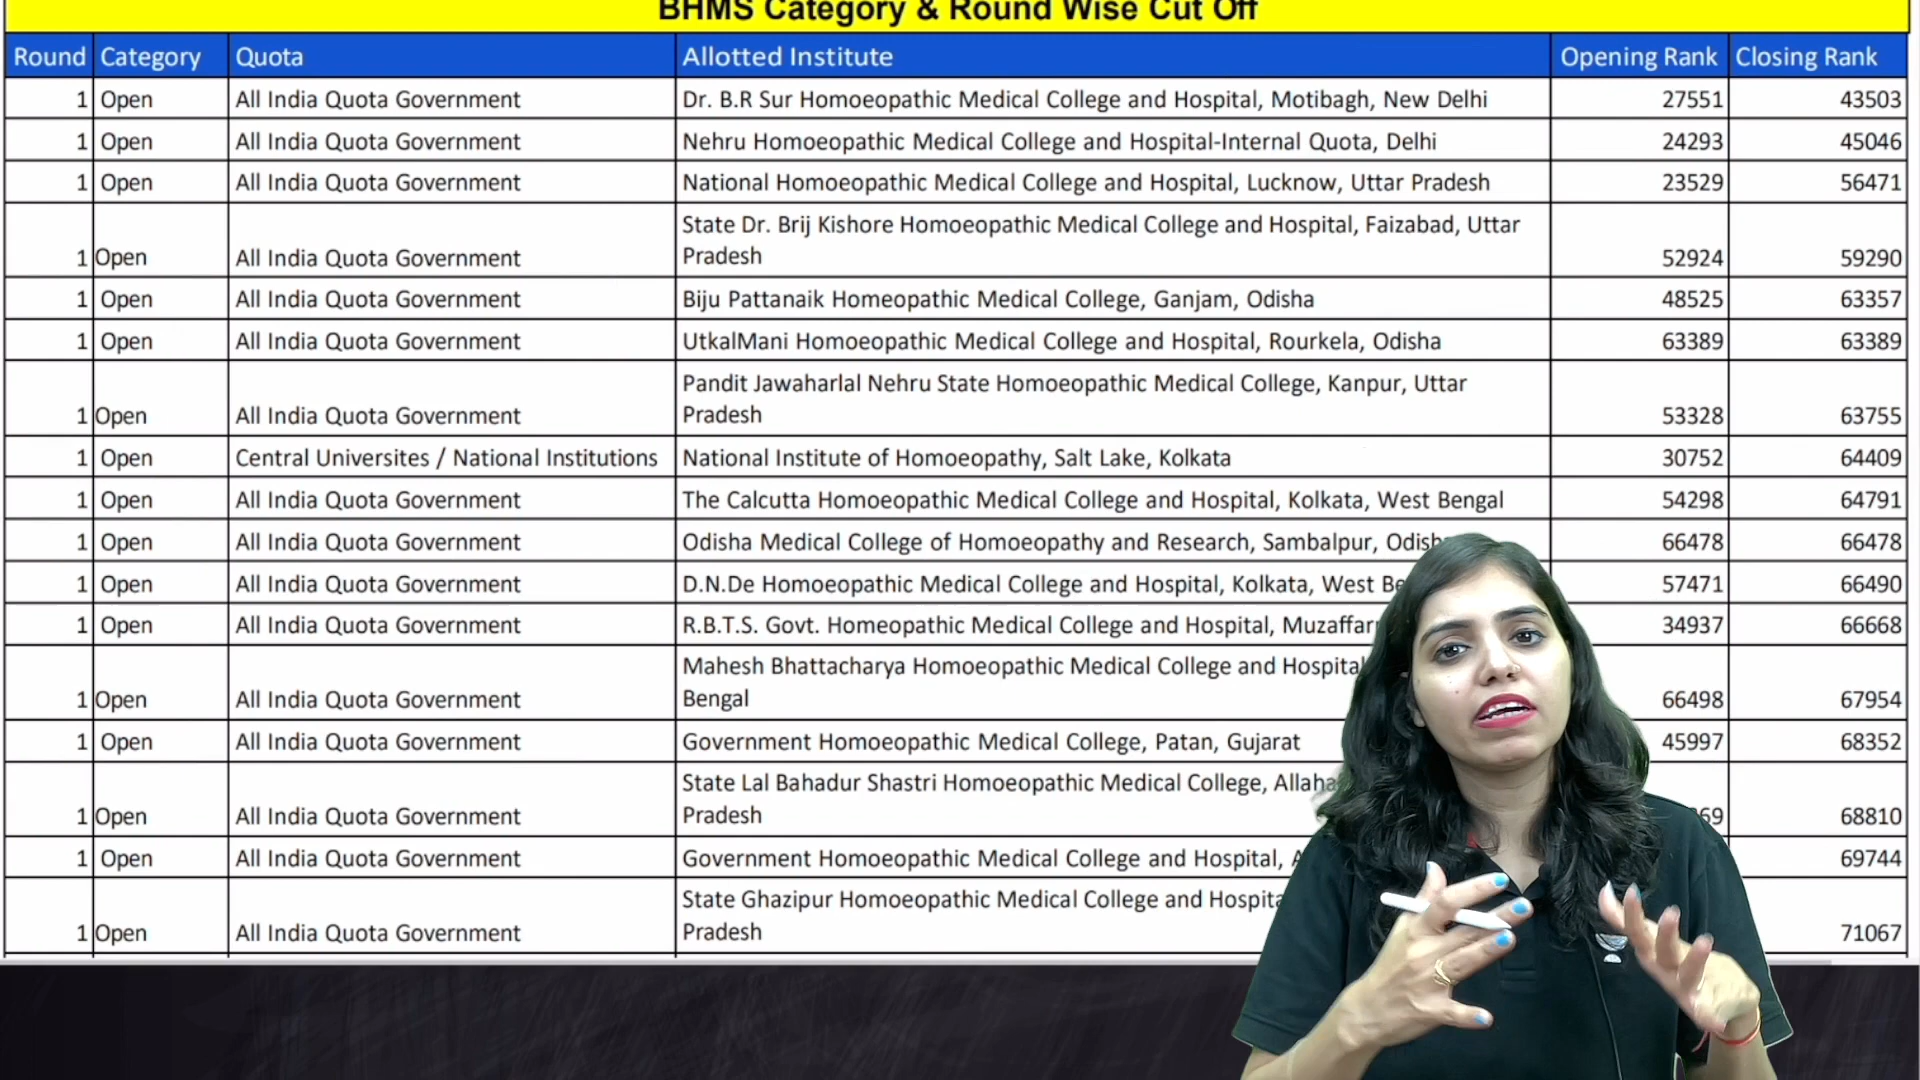 BHMS Category & Round Wise Cut Off
Round Category Quota Allotted Institute Opening Rank Closing Rank
1 Open All India Quota Government Dr. B.R Sur Homoeopathic Medical College and Hospital, Motibagh, New Delhi 27551 43503
1 Open All India Quota Government Nehru Homoeopathic Medical College and Hospital-Internal Quota, Delhi 24293 45046
1 Open All India Quota Government National Homoeopathic Medical College and Hospital, Lucknow, Uttar Pradesh 23529 56471
State Dr. Brij Kishore Homoeopathic Medical College and Hospital, Faizabad, Uttar
1 Open All India Quota Government Pradesh 52924 59290
1 Open All India Quota Government Biju Pattanaik Homeopathic Medical College, Ganjam, Odisha 48525 63357
1 Open All India Quota Government UtkalMani Homoeopathic Medical College and Hospital, Rourkela, Odisha 63389 63389
Pandit Jawaharlal Nehru State Homoeopathic Medical College, Kanpur, Uttar
1 Open All India Quota Government Pradesh 53328 63755
1 Open Central Universites / National Institutions National Institute of Homoeopathy, Salt Lake, Kolkata 30752 64409
1 Open All India Quota Government The Calcutta Homoeopathic Medical College and Hospital, Kolkata, West Bengal 54298 64791
1 Open All India Quota Government Odisha Medical College of Homoeopathy and Research, Sambalpur, 66478 66478
1 Open All India Quota Government D.N.De Homoeopathic Medical College and Hospital, Kolkata, West 57471 66490
1 Open All India Quota Government R.B.T.S. Govt. Homeopathic Medical College and Hospital, 34937 66668
Mahesh Bhattacharya Homoeopathic Medical College and Hospital
1 Open All India Quota Government Bengal 66498 67954
1 Open All India Quota Government Government Homoeopathic Medical College, Patan, Gujarat 45997 68352
State Lal Bahadur Shastri Homoeopathic Medical College,
1 Open All India Quota Government Pradesh 68810
1 Open All India Quota Government Government Homoeopathic Medical College and Hospital, 69744
State Ghazipur Homoeopathic Medical College and
1 Open All India Quota Government Pradesh 71067